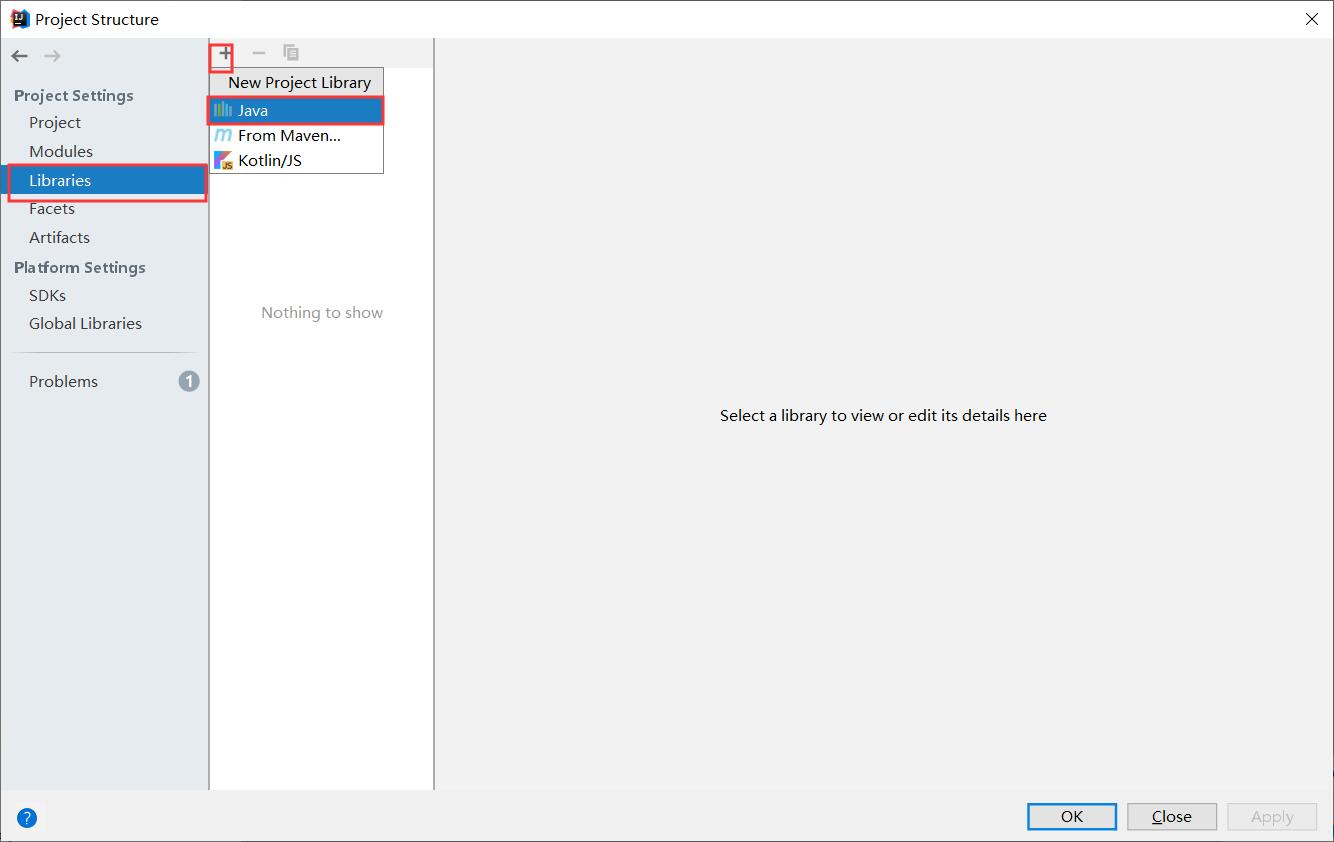 Project Structure
Project Settings
Project
Modules
Libraries
Facets
Artifacts
Platform Settings
SDKs
Global Libraries
Problems
1
New Project Library
Java
From Maven...
Kotlin/JS
Nothing to show
Select a library to view or edit its details here
?
OK
Close
Apply